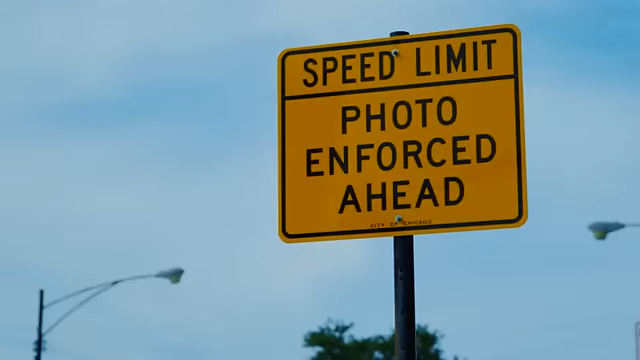 SPEED LIMIT
PHOTO
ENFORCED
AHEAD
CITY OF CHICAGO